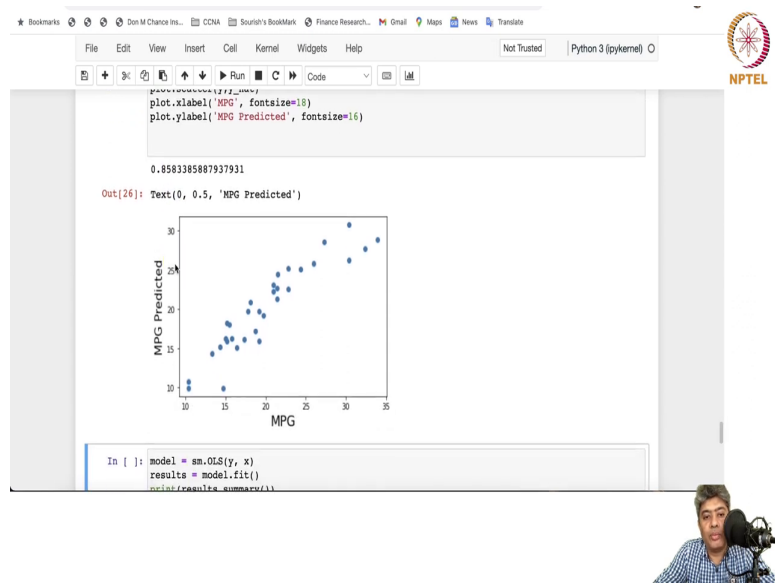 Bookmarks Don M Chance Ins... CCNA Sourish's BookMark Finance Research... Gmail Maps News Translate
File Edit View Insert Cell Kernel Widgets Help Not Trusted Python 3 (ipykernel)
Run Code
NPTEL
plot.xlabel('MPG', fontsize=18)
plot.ylabel('MPG Predicted', fontsize=16)
0.8583385887937931
Out[26]: Text(0, 0.5, 'MPG Predicted')
30
25
20
15
10
MPG Predicted
10 15 20 25 30 35
MPG
In [ ]: model = sm.OLS(y, x)
results = model.fit()
print(results.summary())